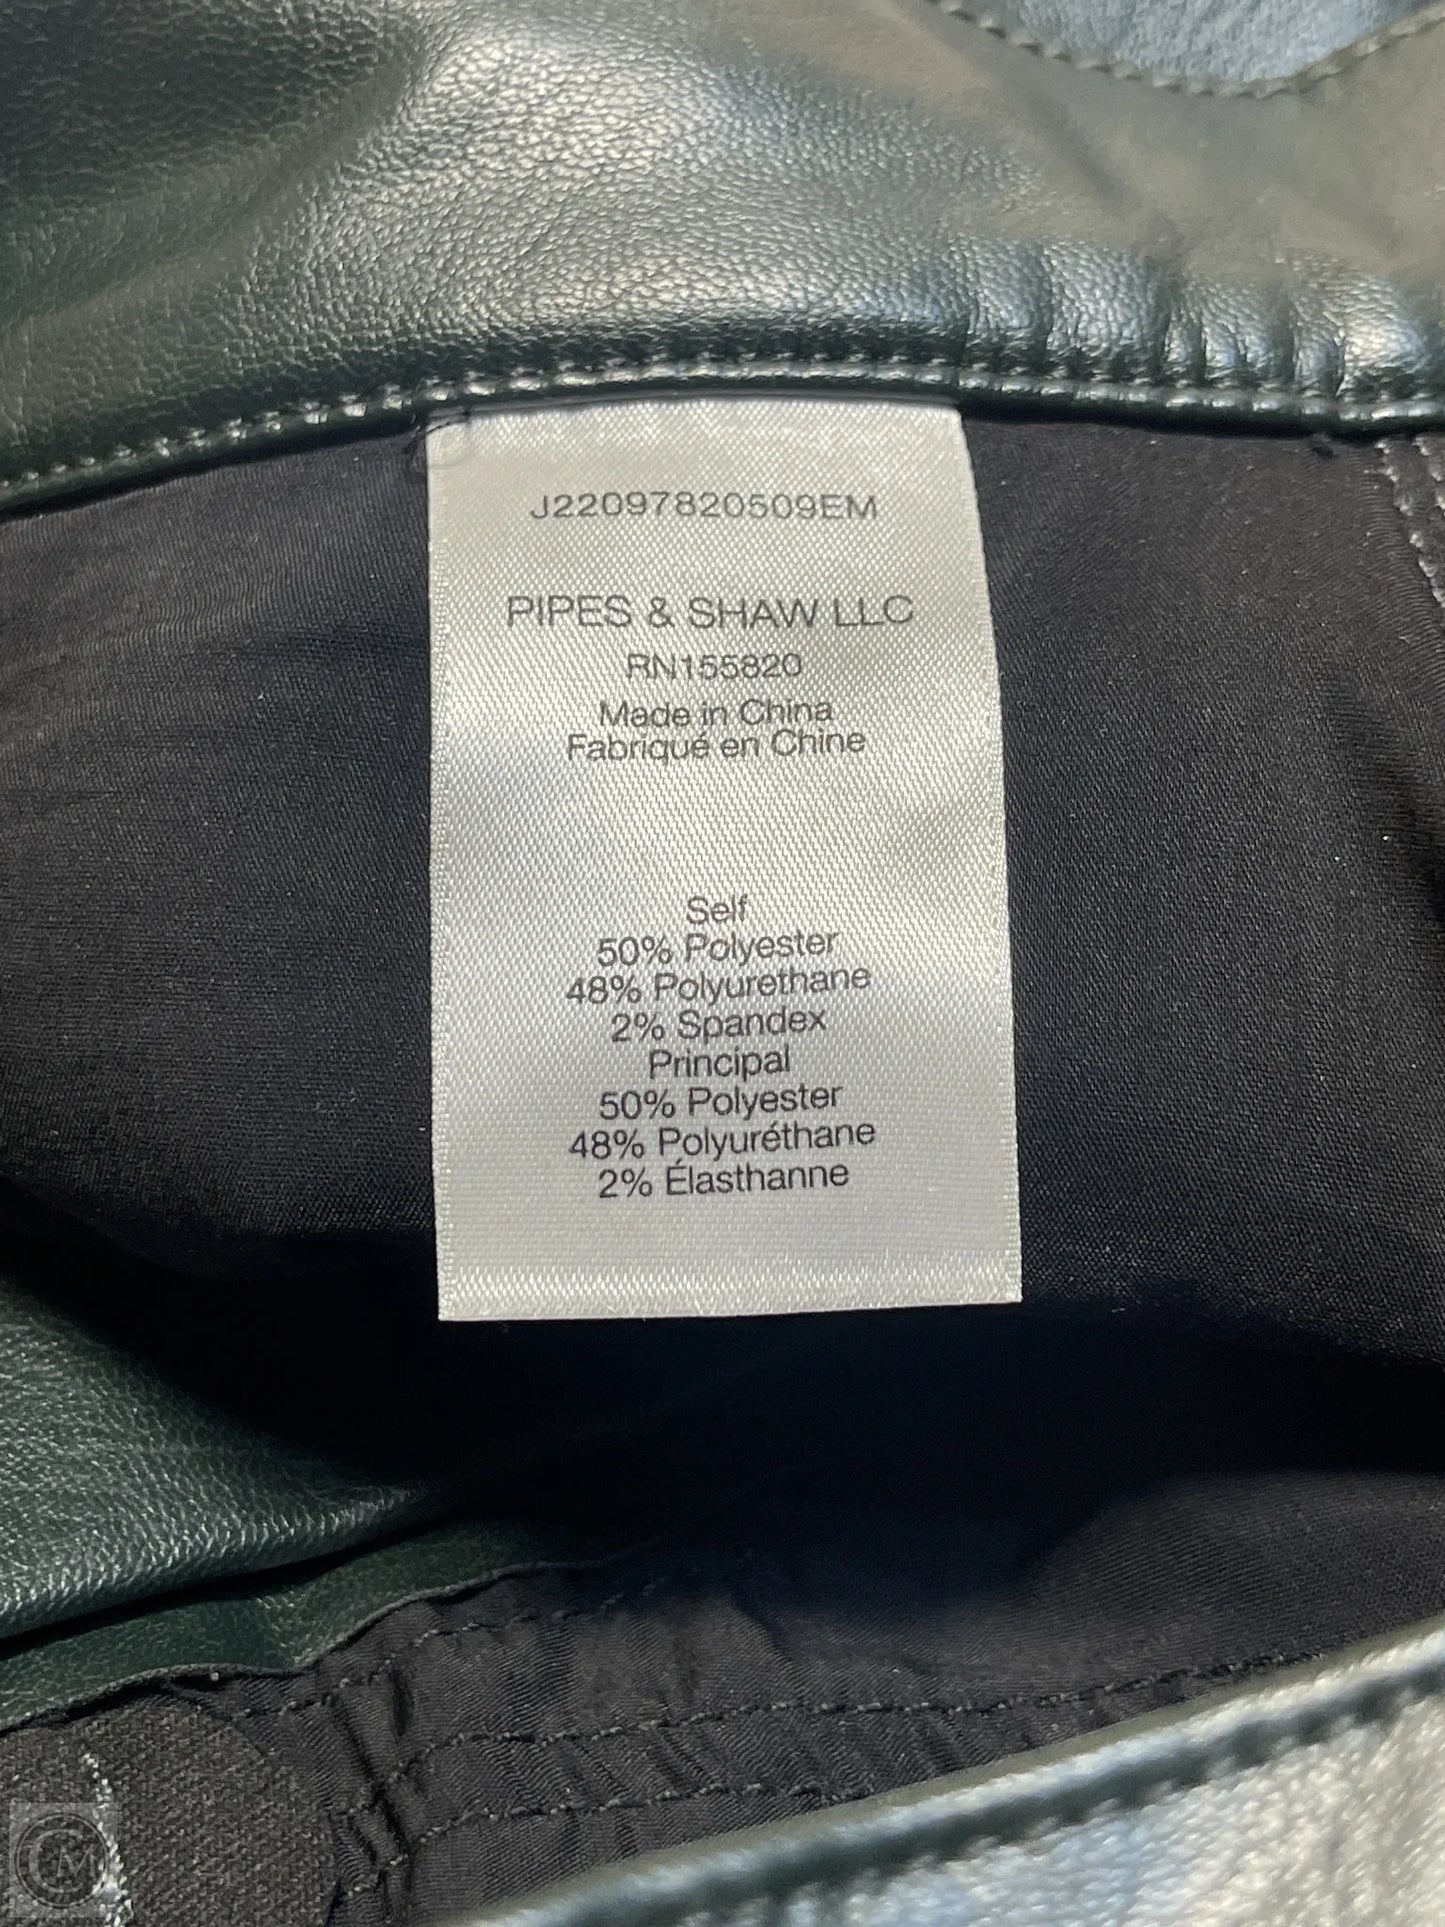 J22097820509EM
PIPES & SHAW LLC
RN155820
Made in China
Fabriqué en Chine
Self
50% Polyester
48% Polyurethane
2% Spandex
Principal
50% Polyester
48% Polyuréthane
2% Élasthanne
CM